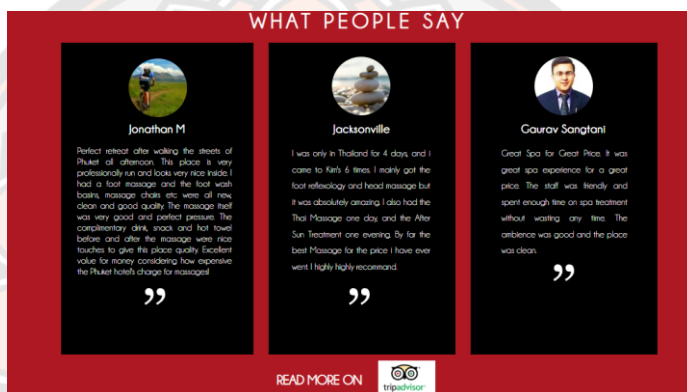 WHAT PEOPLE SAY
Jonathan M
Perfect retreat after walking the streets of
Phuket all afternoon. This place is very
professionally run and looks very nice inside. I
had a foot massage and the foot wash
basins, massage chairs etc were all new,
clean and good quality. The massage itself
was very good and perfect pressure. The
complimentary drink, snack and hot towel
before and after the massage were nice
touches to give this place quality. Excellent
value for money considering how expensive
the Phuket hotel's charge for massages!
”
Jacksonville
I was only in Thailand for 4 days, and i
came to Kim's 6 times. I mainly got the
foot reflexology and head massage but
it was absolutely amazing. I also had the
Thai Massage one day, and the After
Sun Treatment one evening. By far the
best Massage for the price i have ever
went. I highly highly recommand.
”
Gaurav Sangtani
Great Spa for Great Price. It was
great spa experience for a great
price. The staff was friendly and
spent enough time on spa treatment
without wasting any time. The
ambience was good and the place
was clean.
”
READ MORE ON
tripadvisor